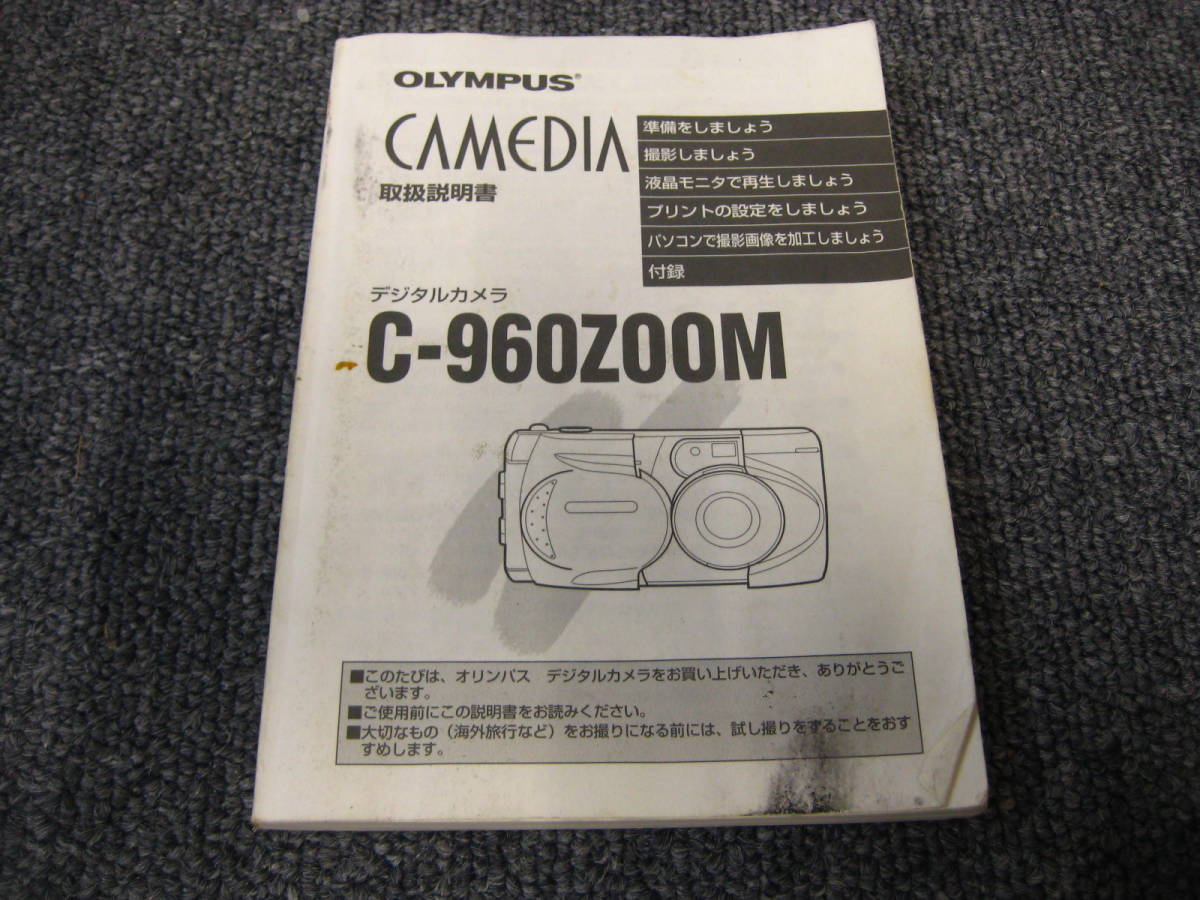 OLYMPUS®
CAMEDIA
取扱説明書
準備をしましょう
撮影しましょう
液晶モニタで再生しましょう
プリントの設定をしましょう
パソコンで撮影画像を加工しましょう
付録
デジタルカメラ
C-960ZOOM
■このたびは、オリンパス デジタルカメラをお買い上げいただき、ありがとうご
ざいます。
■ご使用前にこの説明書をお読みください。
■大切なもの（海外旅行など）をお撮りになる前には、試し撮りをすることをおす
すめします。